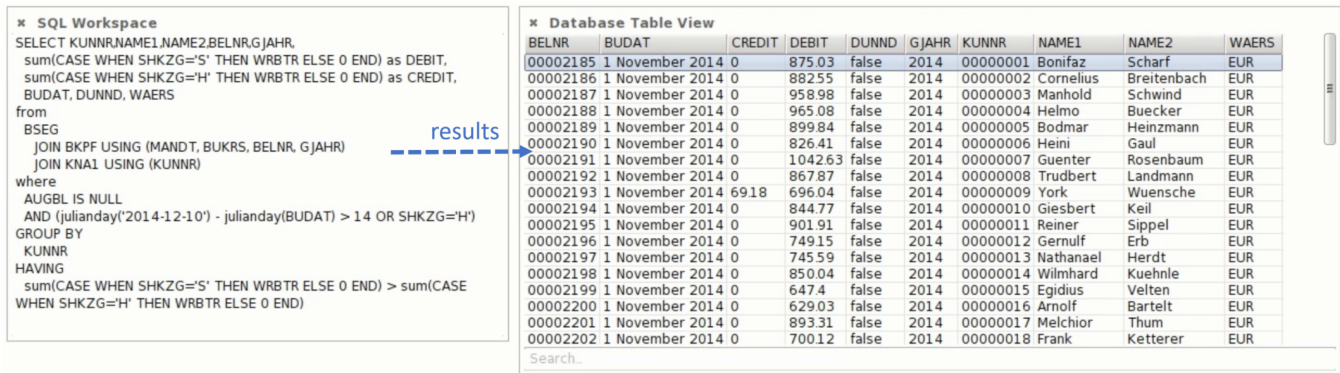 SQL Workspace
SELECT KUNNR,NAME1,NAME2,BELNR,GJAHR,
sum(CASE WHEN SHKZG='S' THEN WRBTR ELSE 0 END) as DEBIT,
sum(CASE WHEN SHKZG='H' THEN WRBTR ELSE 0 END) as CREDIT,
BUDAT, DUNND, WAERS
from
BSEG
JOIN BKPF USING (MANDT, BUKRS, BELNR, GJAHR)
JOIN KNA1 USING (KUNNR)
where
AUGBL IS NULL
AND (julianday('2014-12-10') - julianday(BUDAT) > 14 OR SHKZG='H')
GROUP BY
KUNNR
HAVING
sum(CASE WHEN SHKZG='S' THEN WRBTR ELSE 0 END) > sum(CASE
WHEN SHKZG='H' THEN WRBTR ELSE 0 END)
results
Database Table View
BELNR BUDAT CREDIT DEBIT DUNND GJAHR KUNNR NAME1 NAME2 WAERS
00002185 1 November 2014 0 875.03 false 2014 00000001 Bonifaz Scharf EUR
00002186 1 November 2014 0 882.55 false 2014 00000002 Cornelius Breitenbach EUR
00002187 1 November 2014 0 958.98 false 2014 00000003 Manhold Schwind EUR
00002188 1 November 2014 0 965.08 false 2014 00000004 Helmo Buecker EUR
00002189 1 November 2014 0 899.84 false 2014 00000005 Bodmar Heinzmann EUR
00002190 1 November 2014 0 826.41 false 2014 00000006 Heini Gaul EUR
00002191 1 November 2014 0 1042.63 false 2014 00000007 Guenter Rosenbaum EUR
00002192 1 November 2014 0 867.87 false 2014 00000008 Trudbert Landmann EUR
00002193 1 November 2014 69.18 696.04 false 2014 00000009 York Wuensche EUR
00002194 1 November 2014 0 844.77 false 2014 00000010 Giesbert Keil EUR
00002195 1 November 2014 0 901.91 false 2014 00000011 Reiner Sippel EUR
00002196 1 November 2014 0 749.15 false 2014 00000012 Gernulf Erb EUR
00002197 1 November 2014 0 745.59 false 2014 00000013 Nathanael Herdt EUR
00002198 1 November 2014 0 850.04 false 2014 00000014 Wilmhard Kuehnle EUR
00002199 1 November 2014 0 647.4 false 2014 00000015 Egidius Velten EUR
00002200 1 November 2014 0 629.03 false 2014 00000016 Arnolf Bartelt EUR
00002201 1 November 2014 0 893.31 false 2014 00000017 Melchior Thum EUR
00002202 1 November 2014 0 700.12 false 2014 00000018 Frank Ketterer EUR
Search..